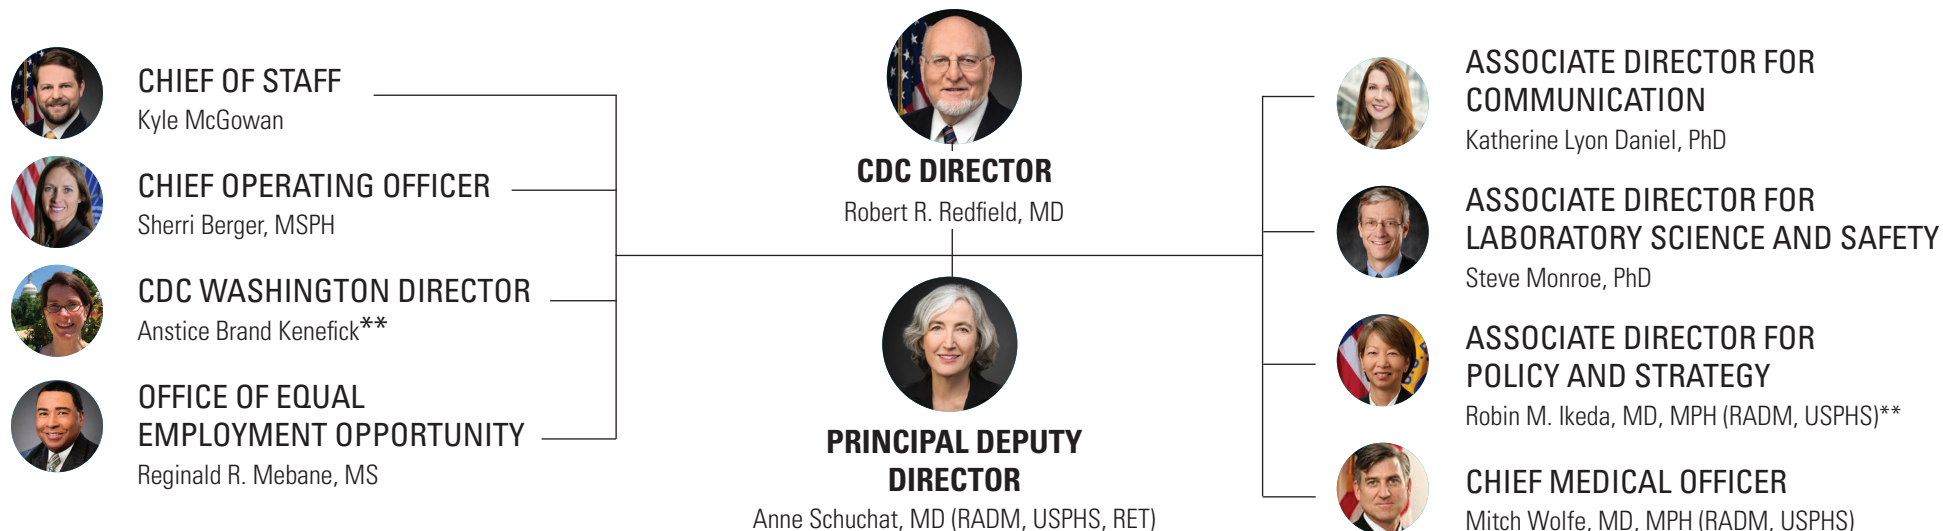 CHIEF OF STAFF
Kyle McGowan
CHIEF OPERATING OFFICER
Sherri Berger, MSPH
CDC WASHINGTON DIRECTOR
Anstice Brand Kenefick**
OFFICE OF EQUAL
EMPLOYMENT OPPORTUNITY
Reginald R. Mebane, MS
CDC DIRECTOR
Robert R. Redfield, MD
PRINCIPAL DEPUTY
DIRECTOR
Anne Schuchat, MD (RADM, USPHS, RET)
ASSOCIATE DIRECTOR FOR
COMMUNICATION
Katherine Lyon Daniel, PhD
ASSOCIATE DIRECTOR FOR
LABORATORY SCIENCE AND SAFETY
Steve Monroe, PhD
ASSOCIATE DIRECTOR FOR
POLICY AND STRATEGY
Robin M. Ikeda, MD, MPH (RADM, USPHS)**
CHIEF MEDICAL OFFICER
Mitch Wolfe, MD, MPH (RADM, USPHS)